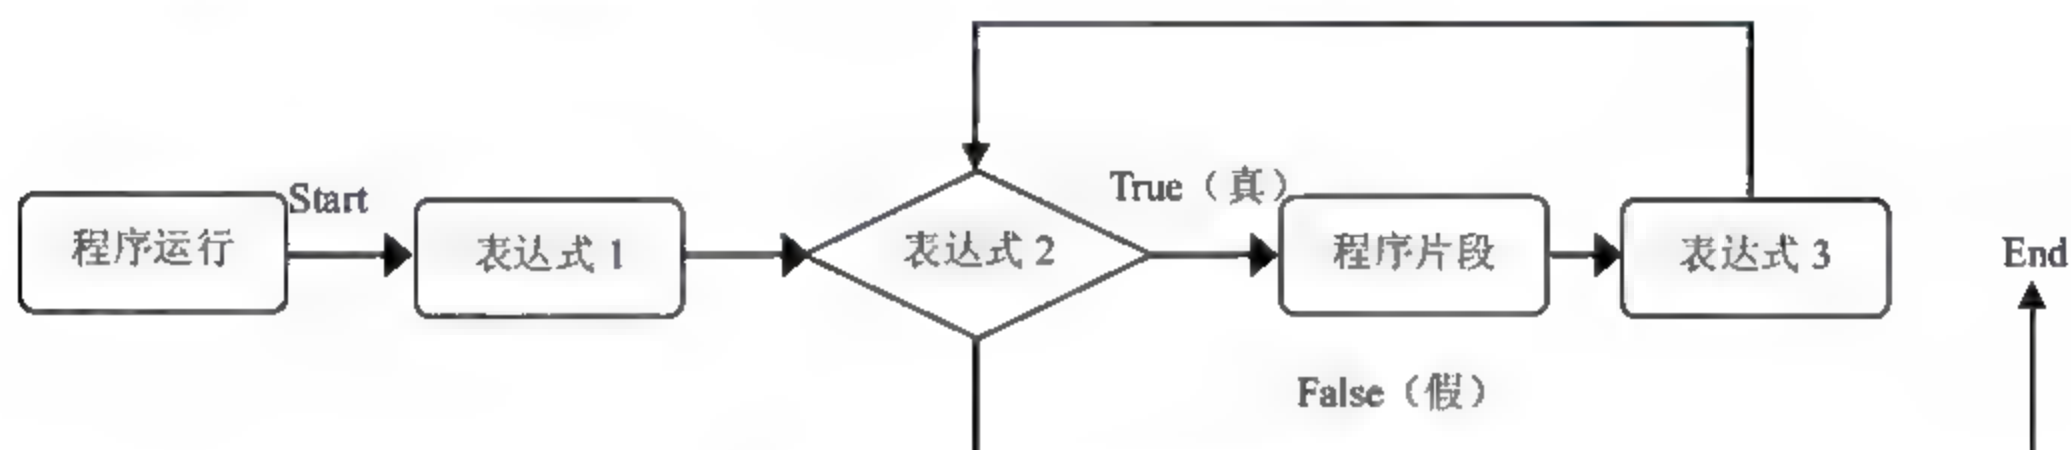 Start
程序运行
表达式 1
表达式 2
True（真）
程序片段
表达式 3
End
False（假）